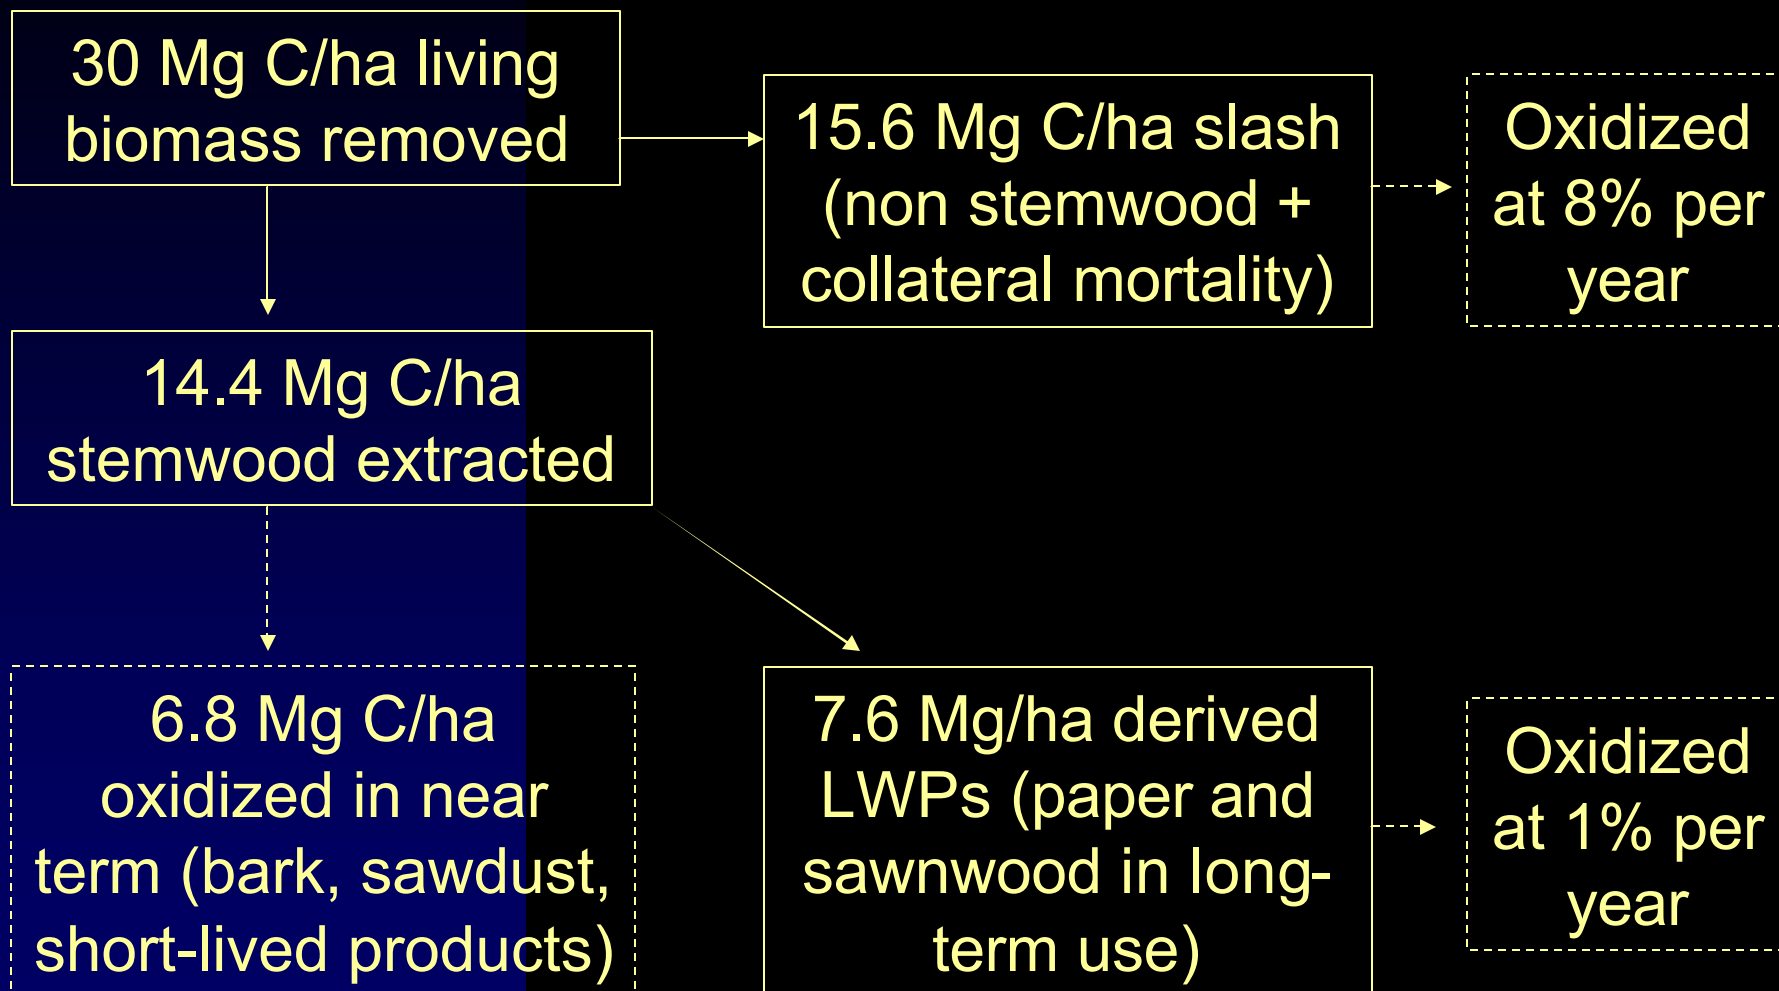 30 Mg C/ha living
biomass removed
15.6 Mg C/ha slash
(non stemwood +
collateral mortality)
Oxidized
at 8% per
year
14.4 Mg C/ha
stemwood extracted
6.8 Mg C/ha
oxidized in near
term (bark, sawdust,
short-lived products)
7.6 Mg/ha derived
LWPs (paper and
sawnwood in long-
term use)
Oxidized
at 1% per
year